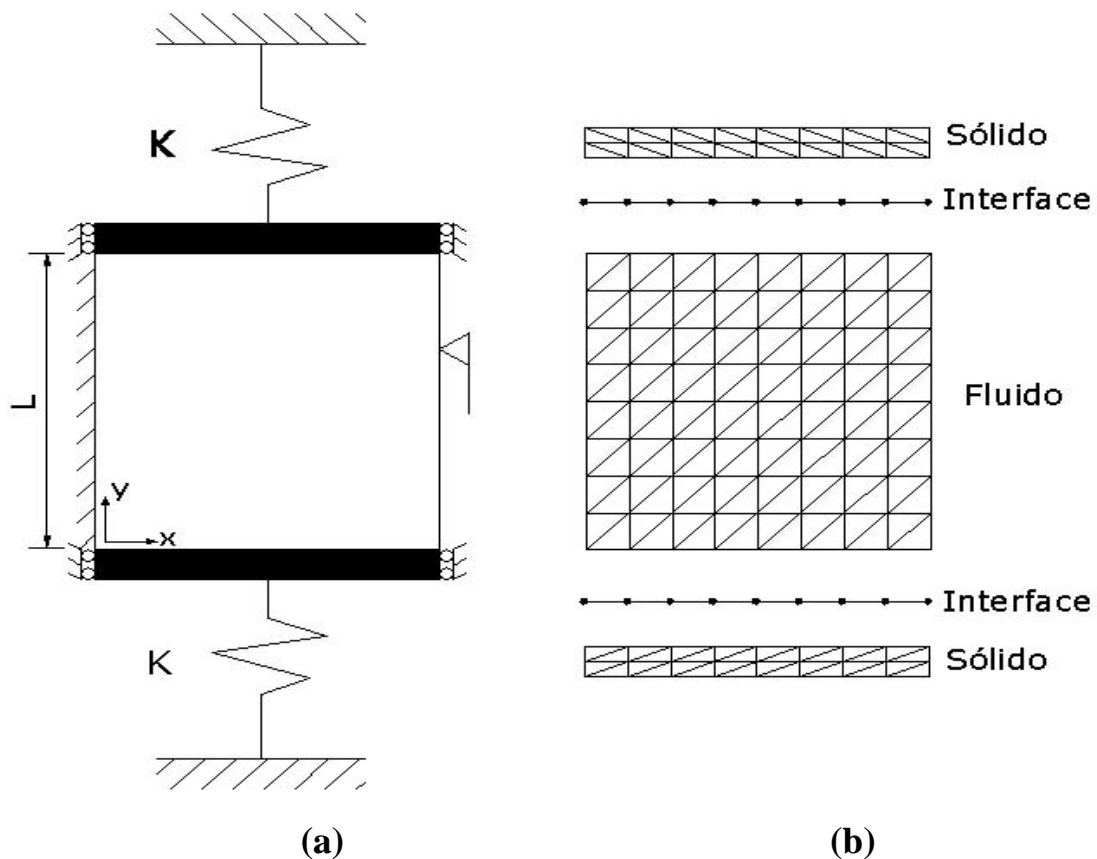 K
L
y
x
K
(a)
Sólido
Interface
Fluido
Interface
Sólido
(b)